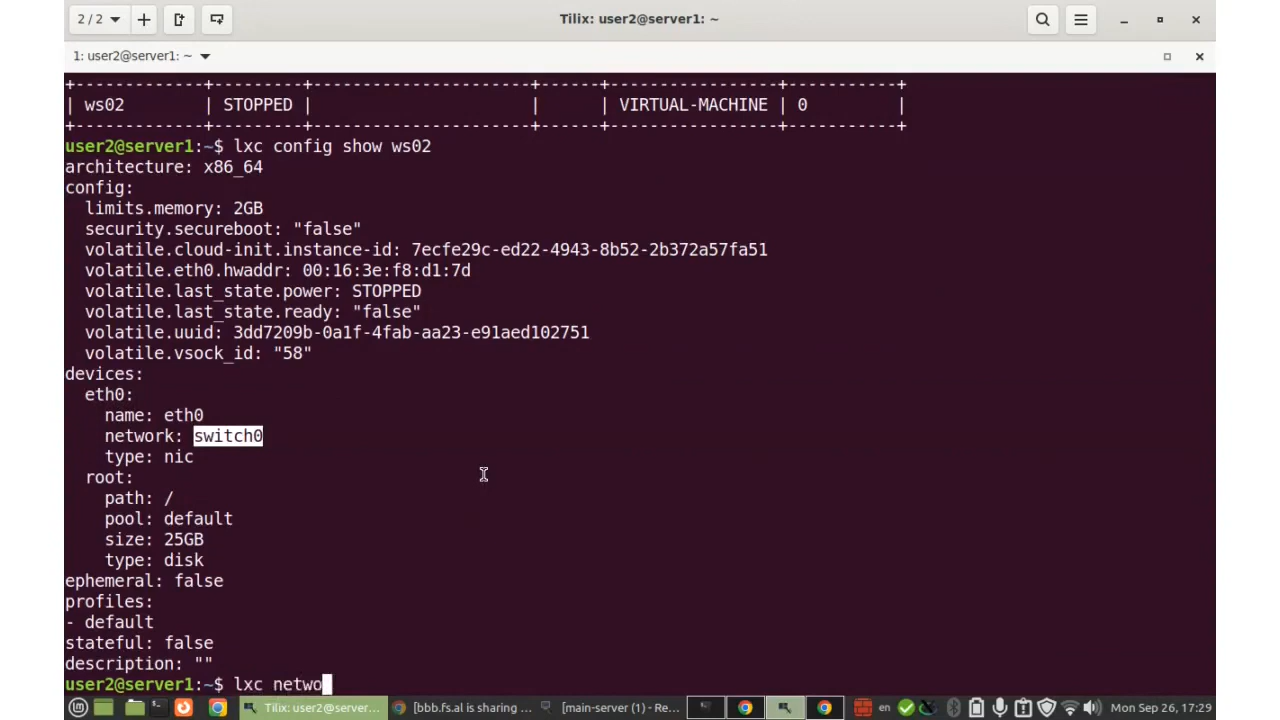 2 / 2
Tilix: user2@server1: ~
1: user2@server1: ~
+-------------+---------+----------------------+------+-----------------+-----------+
| ws02 | STOPPED | | | VIRTUAL-MACHINE | 0 |
+-------------+---------+----------------------+------+-----------------+-----------+
user2@server1:~$ lxc config show ws02
architecture: x86_64
config:
limits.memory: 2GB
security.secureboot: "false"
volatile.cloud-init.instance-id: 7ecfe29c-ed22-4943-8b52-2b372a57fa51
volatile.eth0.hwaddr: 00:16:3e:f8:d1:7d
volatile.last_state.power: STOPPED
volatile.last_state.ready: "false"
volatile.uuid: 3dd7209b-0a1f-4fab-aa23-e91aed102751
volatile.vsock_id: "58"
devices:
eth0:
name: eth0
network: switch0
type: nic
root:
path: /
pool: default
size: 25GB
type: disk
ephemeral: false
profiles:
- default
stateful: false
description: ""
user2@server1:~$ lxc netwo
Tilix: user2@server... [bbb.fs.al is sharing ... [main-server (1) - Re... en Mon Sep 26, 17:29